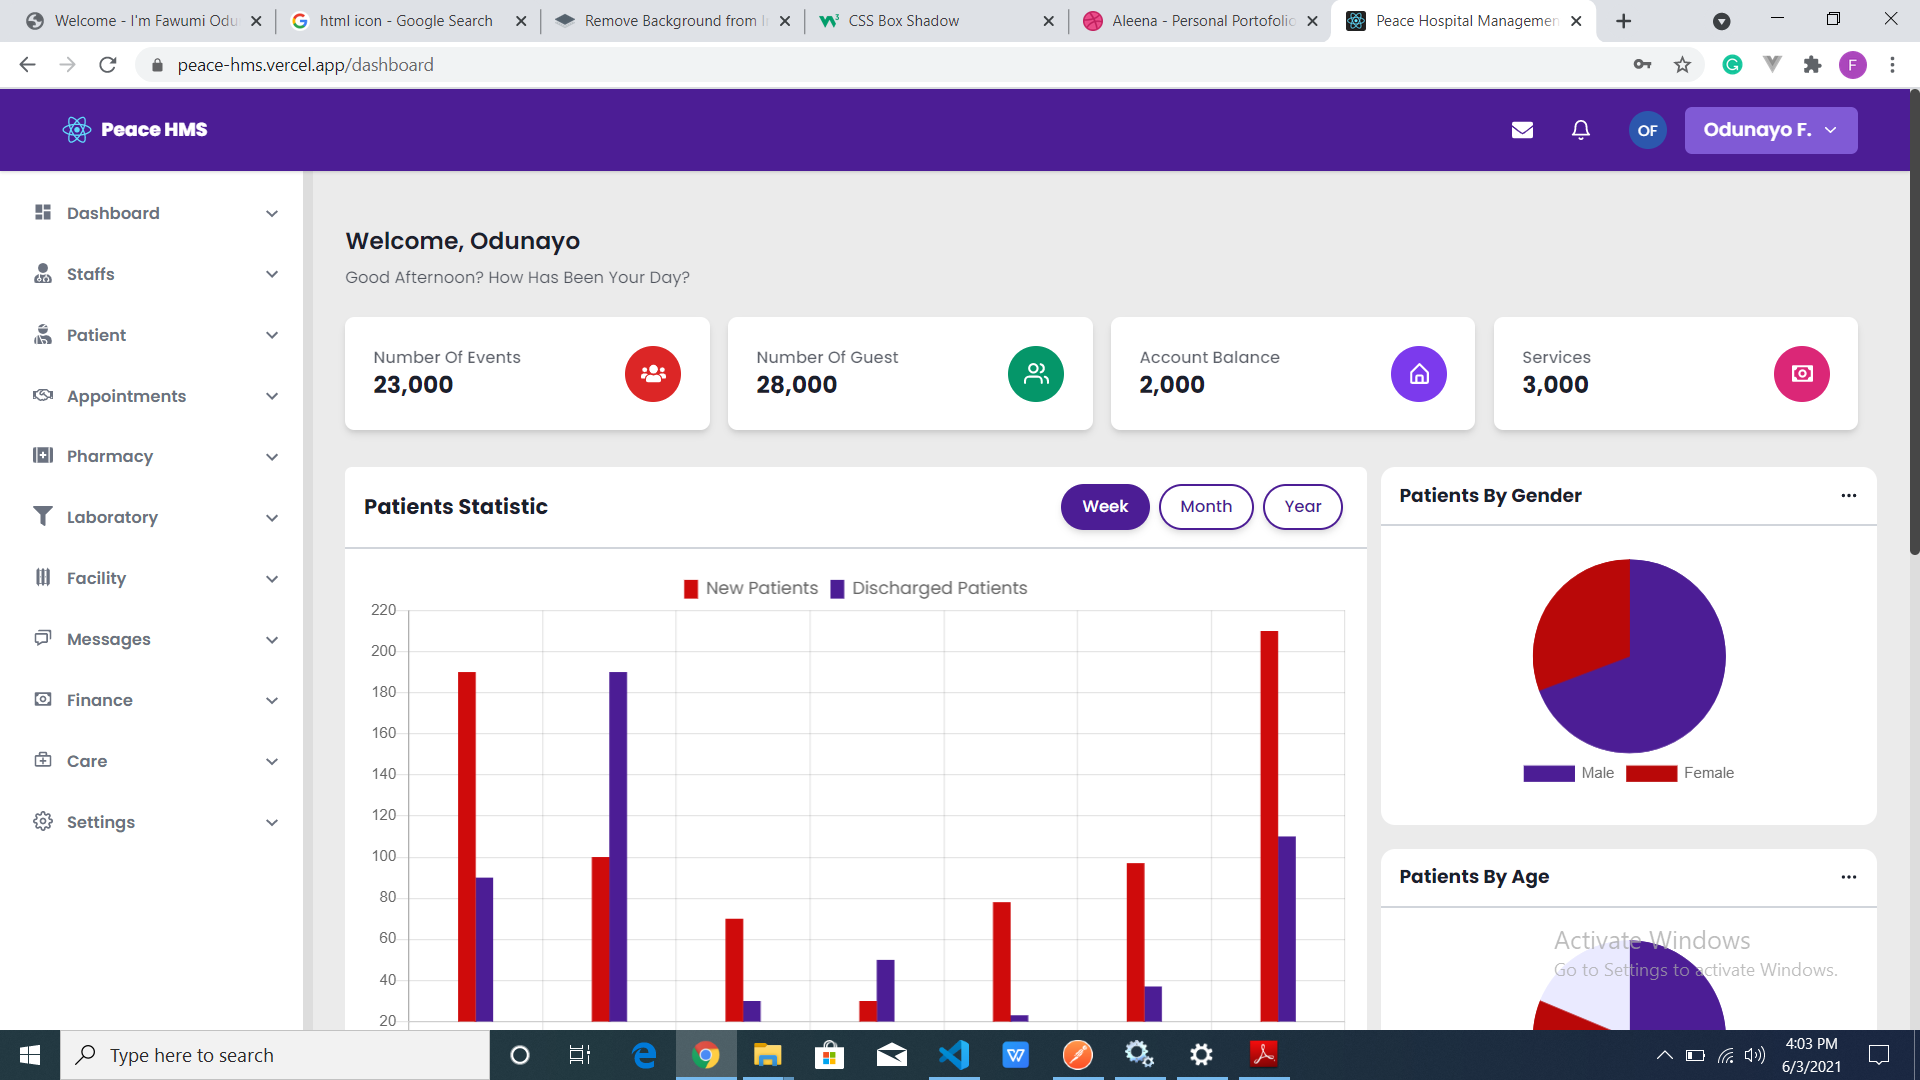 Welcome - I'm Fawumi Odu
html icon - Google Search
Remove Background from I
CSS Box Shadow
Aleena - Personal Portofolio
Peace Hospital Managemen
peace-hms.vercel.app/dashboard
F
Peace HMS
OF
Odunayo F.
Dashboard
Staffs
Patient
Appointments
Pharmacy
Laboratory
Facility
Messages
Finance
Care
Settings
Welcome, Odunayo
Good Afternoon? How Has Been Your Day?
Number Of Events
23,000
Number Of Guest
28,000
Account Balance
2,000
Services
3,000
Patients Statistic
Week
Month
Year
New Patients Discharged Patients
220
200
180
160
140
120
100
80
60
40
20
Patients By Gender
Male Female
Patients By Age
Activate Windows
Go to Settings to activate Windows.
Type here to search
4:03 PM
6/3/2021